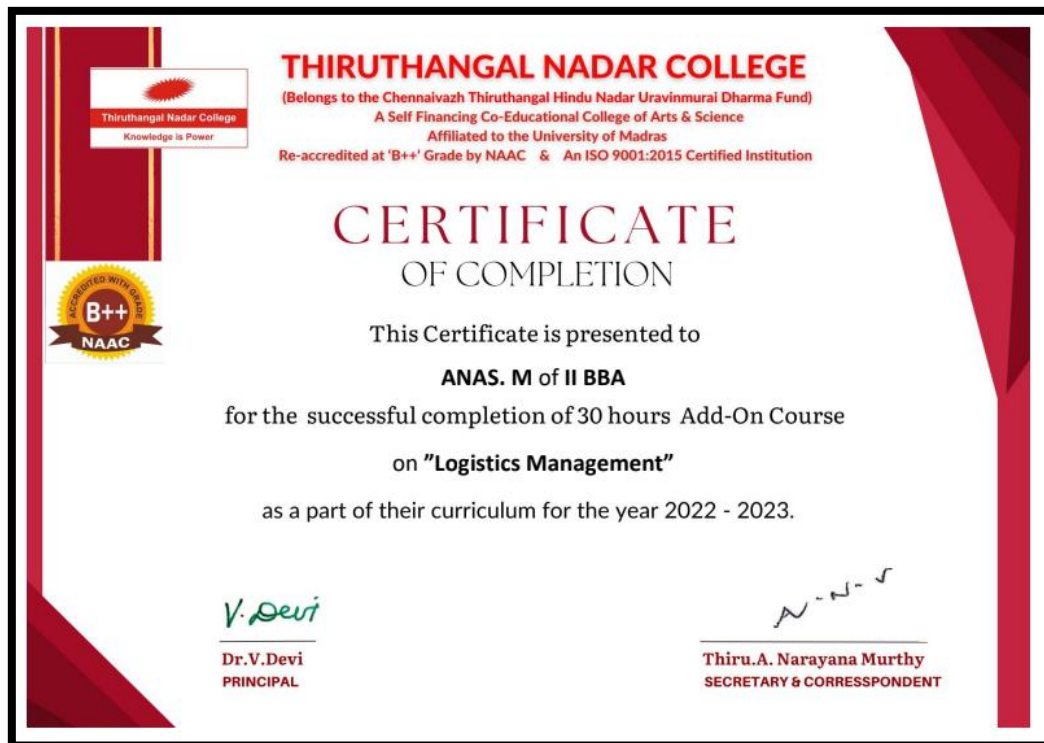 THIRUTHANGAL NADAR COLLEGE
(Belongs to the Chennaivazh Thiruthangal Hindu Nadar Uravinmurai Dharma Fund)
A Self Financing Co-Educational College of Arts & Science
Affiliated to the University of Madras
Re-accredited at 'B++' Grade by NAAC & An ISO 9001:2015 Certified Institution
Thiruthangal Nadar College
Knowledge is Power
CERTIFICATE
OF COMPLETION
ACCREDITED WITH GRADE
B++
NAAC
This Certificate is presented to
ANAS. M of II BBA
for the successful completion of 30 hours Add-On Course
on ”Logistics Management”
as a part of their curriculum for the year 2022 - 2023.
V. Devi
Dr.V.Devi
PRINCIPAL
A-N-J
Thiru.A. Narayana Murthy
SECRETARY & CORRESSPONDENT